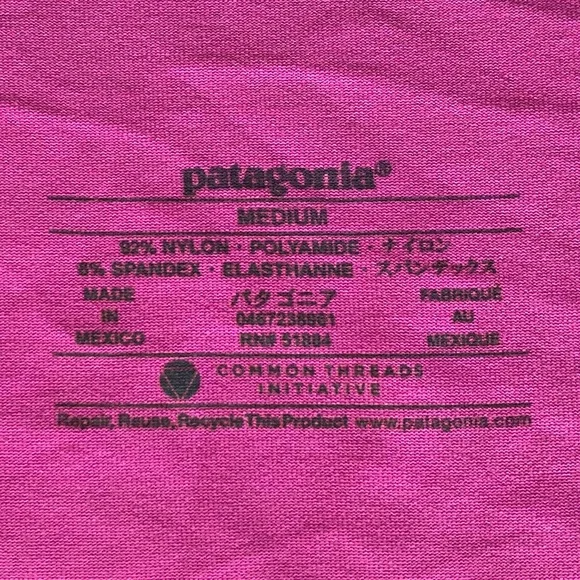 patagonia®
MEDIUM
92% NYLON · POLYAMIDE · ナイロン
8% SPANDEX · ELASTHANNE · スパンデックス
MADE IN MEXICO
パタゴニア
RN# 51884
FABRIQUÉ AU MEXIQUE
COMMON THREADS
INITIATIVE
Repair, Reuse, Recycle This Product www.patagonia.com